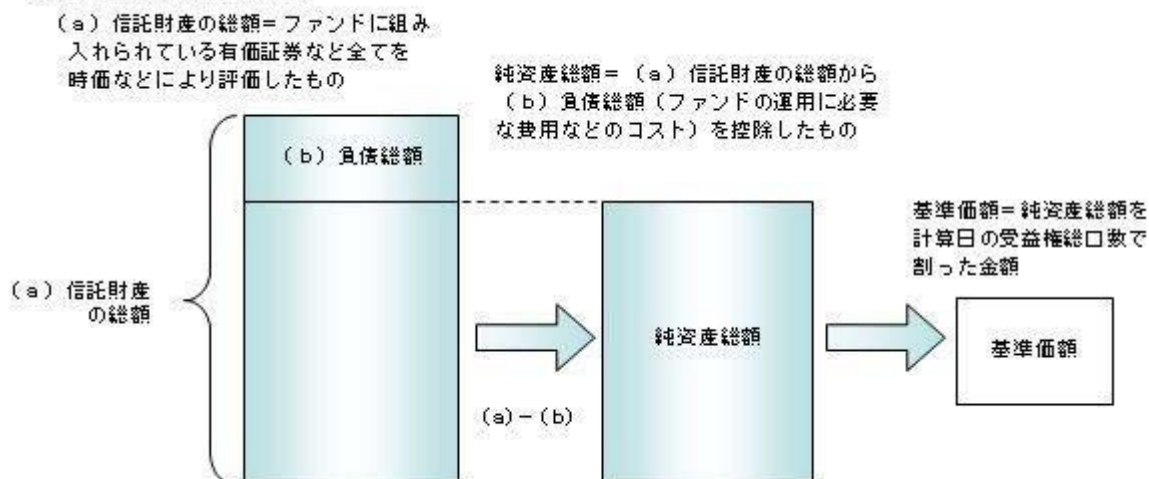 （a）信託財産の総額＝ファンドに組み
入れられている有価証券など全てを
時価などにより評価したもの
純資産総額＝（a）信託財産の総額から
（b）負債総額（ファンドの運用に必要
な費用などのコスト）を控除したもの
（b）負債総額
基準価額＝純資産総額を
計算日の受益権総口数で
割った金額
（a）信託財産
の総額
純資産総額
基準価額
(a)－(b)